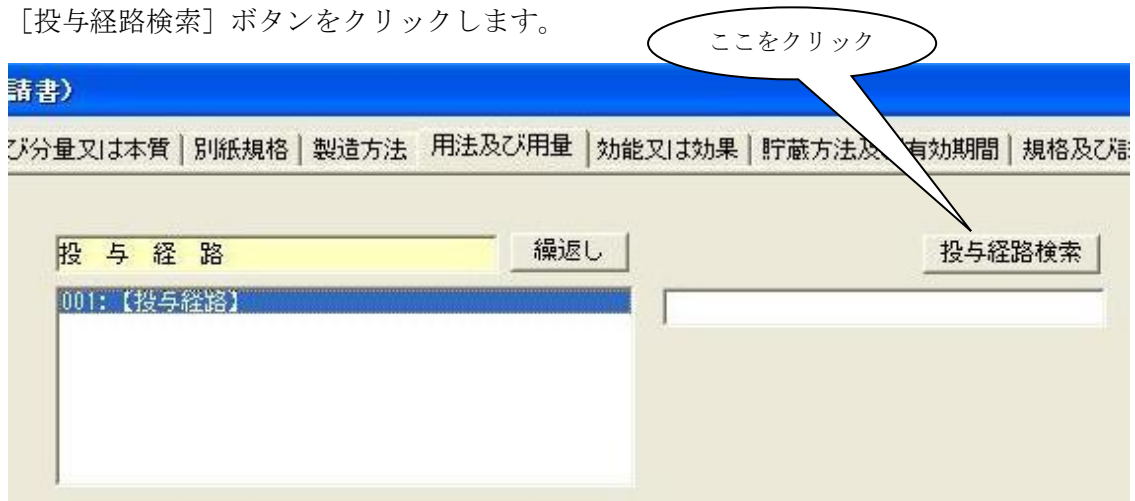 ［投与経路検索］ボタンをクリックします。
ここをクリック
請書）
び分量又は本質 別紙規格 製造方法 用法及び用量 効能又は効果 貯蔵方法及 有効期間 規格及び
投 与 経 路 繰返し 投与経路検索
001:【投与経路】